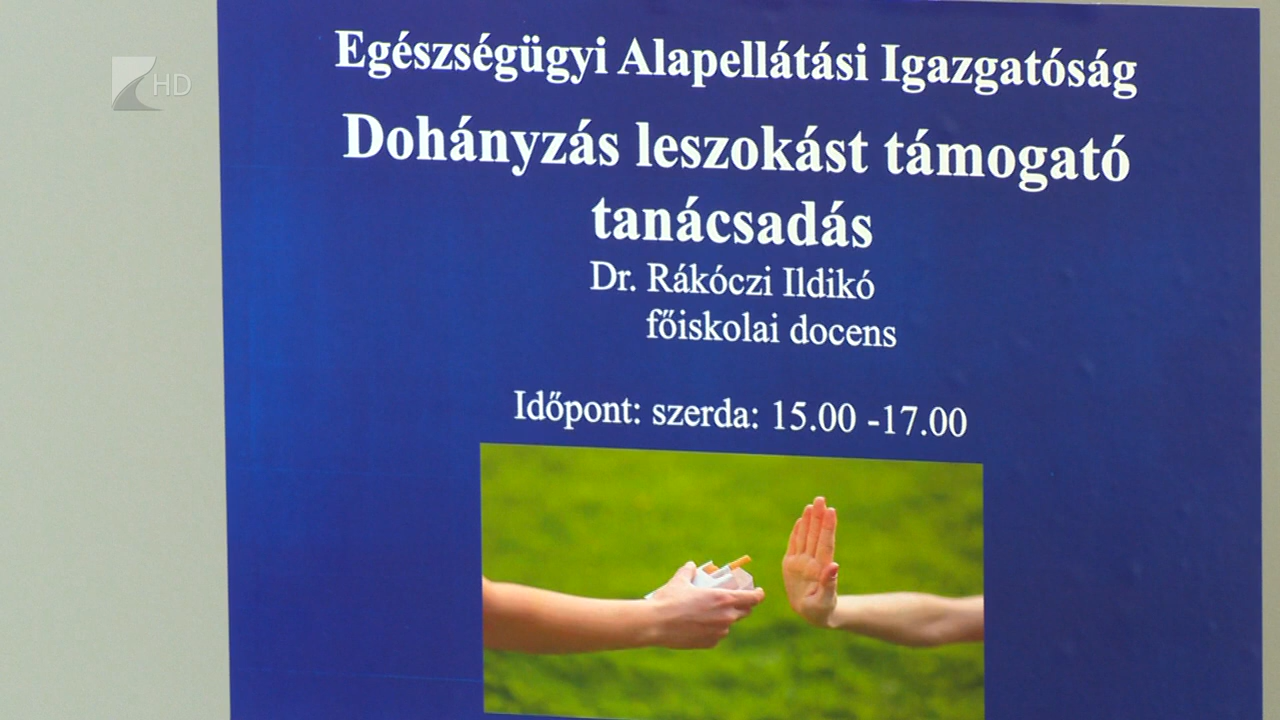 HD
Egészségügyi Alapellátási Igazgatóság
Dohányzás leszokást támogató
tanácsadás
Dr. Rákóczi Ildikó
főiskolai docens
Időpont: szerda: 15.00 -17.00